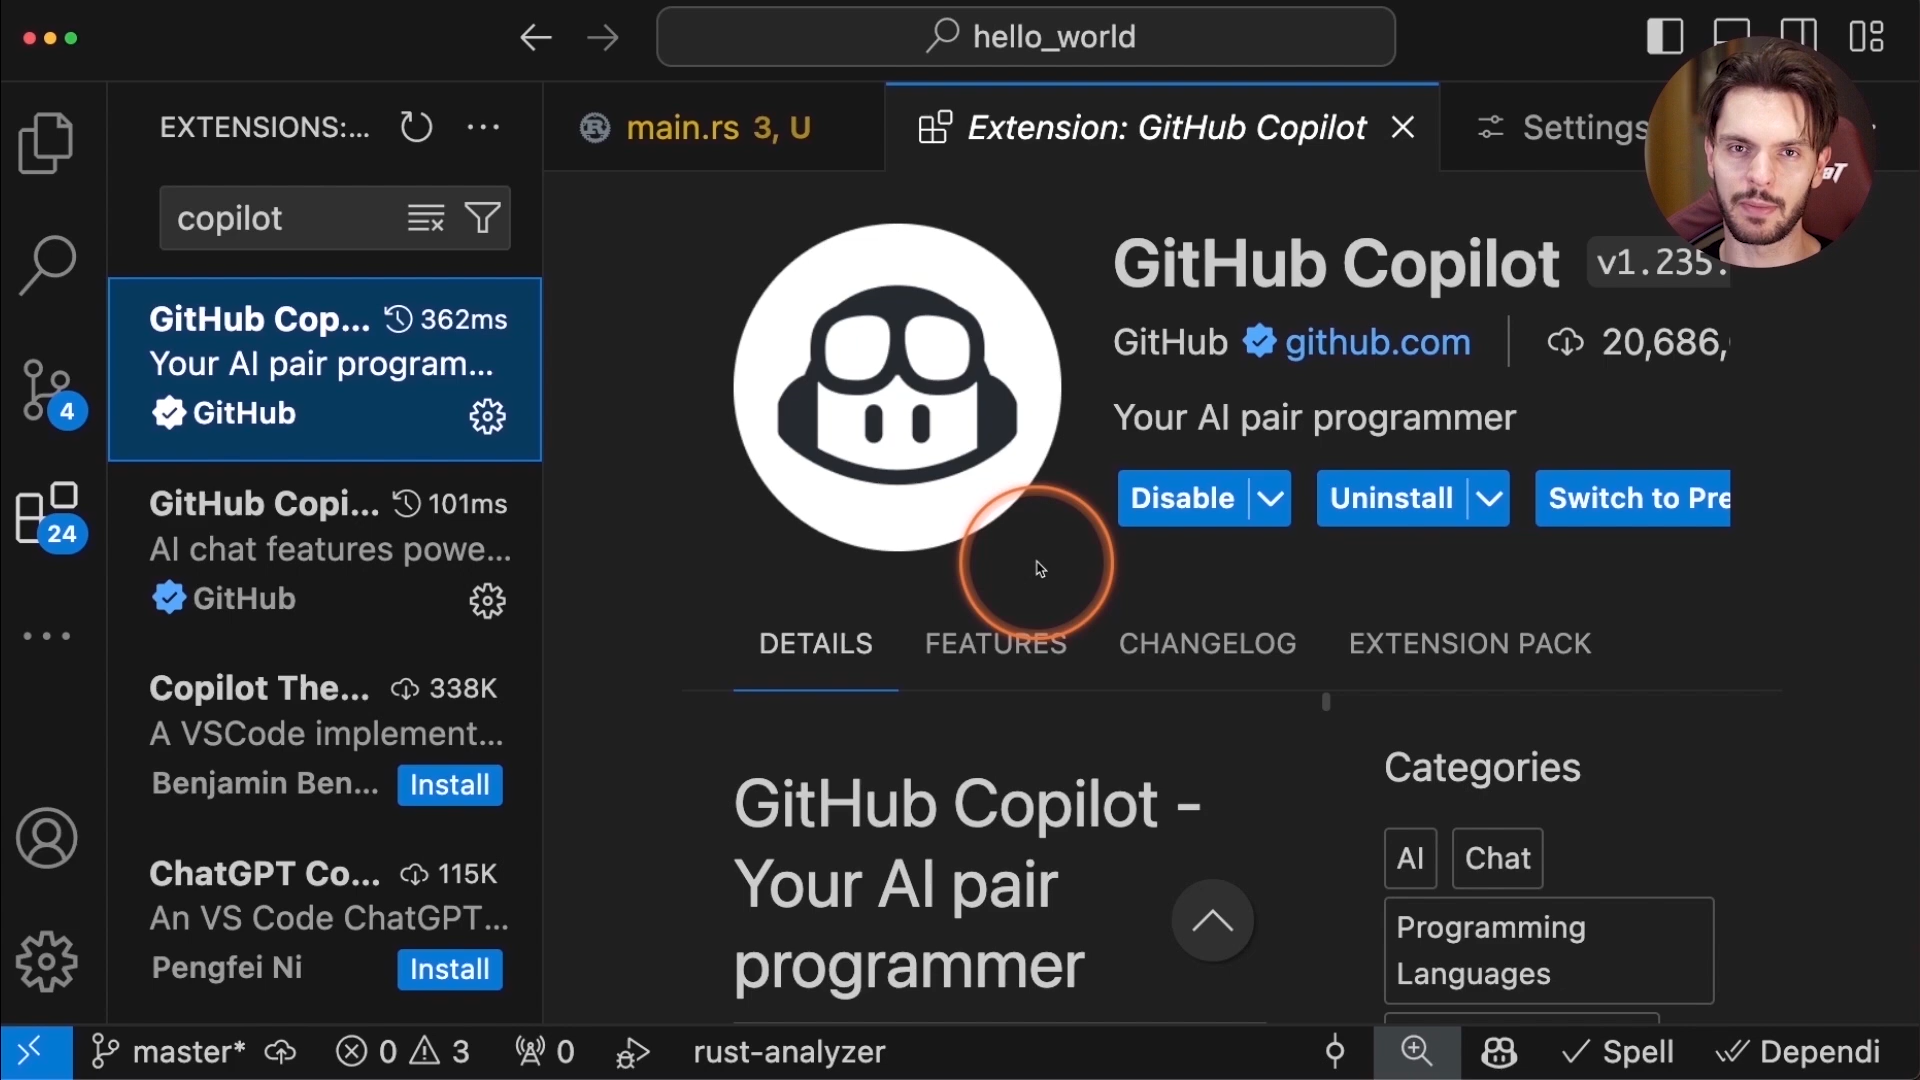 hello_world
EXTENSIONS:...
copilot
GitHub Cop... 362ms
Your AI pair program...
GitHub
GitHub Copi... 101ms
AI chat features powe...
GitHub
Copilot The... 338K
A VSCode implement...
Benjamin Ben... Install
ChatGPT Co... 115K
An VS Code ChatGPT...
Pengfei Ni Install
4
24
main.rs 3, U
Extension: GitHub Copilot
Settings
GitHub Copilot v1.235.
GitHub github.com 20,686,
Your AI pair programmer
Disable Uninstall Switch to Pre
DETAILS FEATURES CHANGELOG EXTENSION PACK
GitHub Copilot -
Your AI pair
programmer
Categories
AI Chat
Programming
Languages
master* 0 3 0 rust-analyzer Spell Dependi